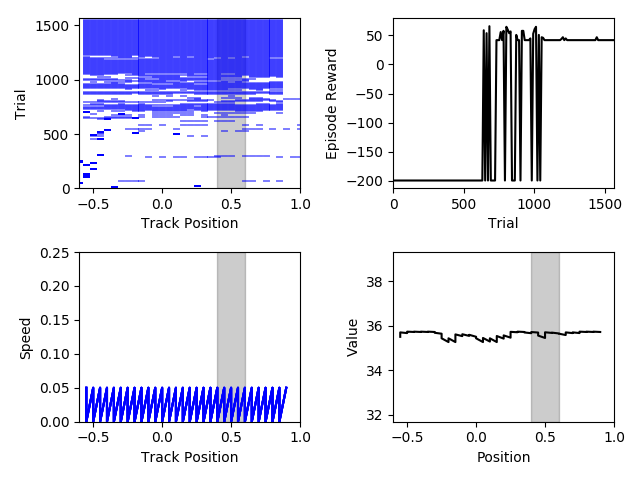 1500
1000
500
0
Trial
−0.5 0.0 0.5 1.0
Track Position
50
0
−50
−100
−150
−200
Episode Reward
0 500 1000 1500
Trial
0.25
0.20
0.15
0.10
0.05
0.00
Speed
−0.5 0.0 0.5 1.0
Track Position
38
36
34
32
Value
−0.5 0.0 0.5 1.0
Position